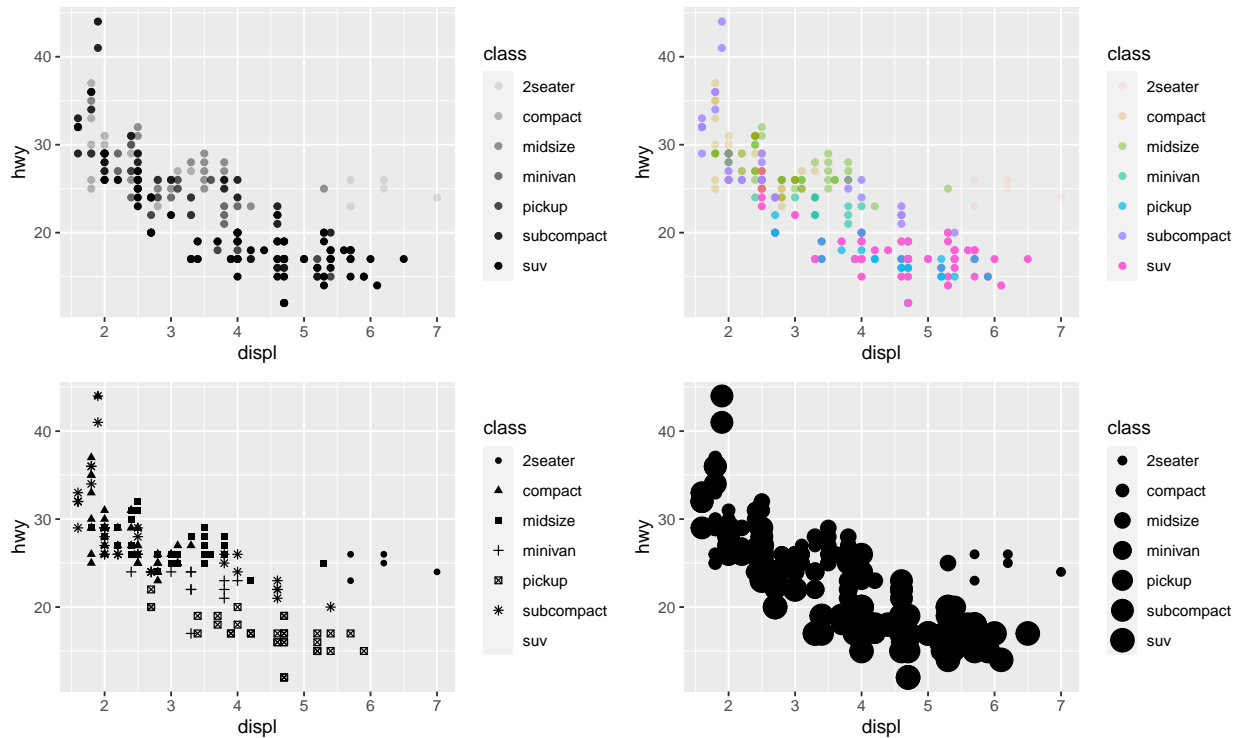 class
2seater
compact
midsize
minivan
pickup
subcompact
suv
hwy
40
30
20
2 3 4 5 6 7
displ
class
2seater
compact
midsize
minivan
pickup
subcompact
suv
hwy
40
30
20
2 3 4 5 6 7
displ
class
2seater
compact
midsize
minivan
pickup
subcompact
hwy
40
30
20
2 3 4 5 6 7
displ
class
2seater
compact
midsize
minivan
pickup
subcompact
suv
hwy
40
30
20
2 3 4 5 6 7
displ